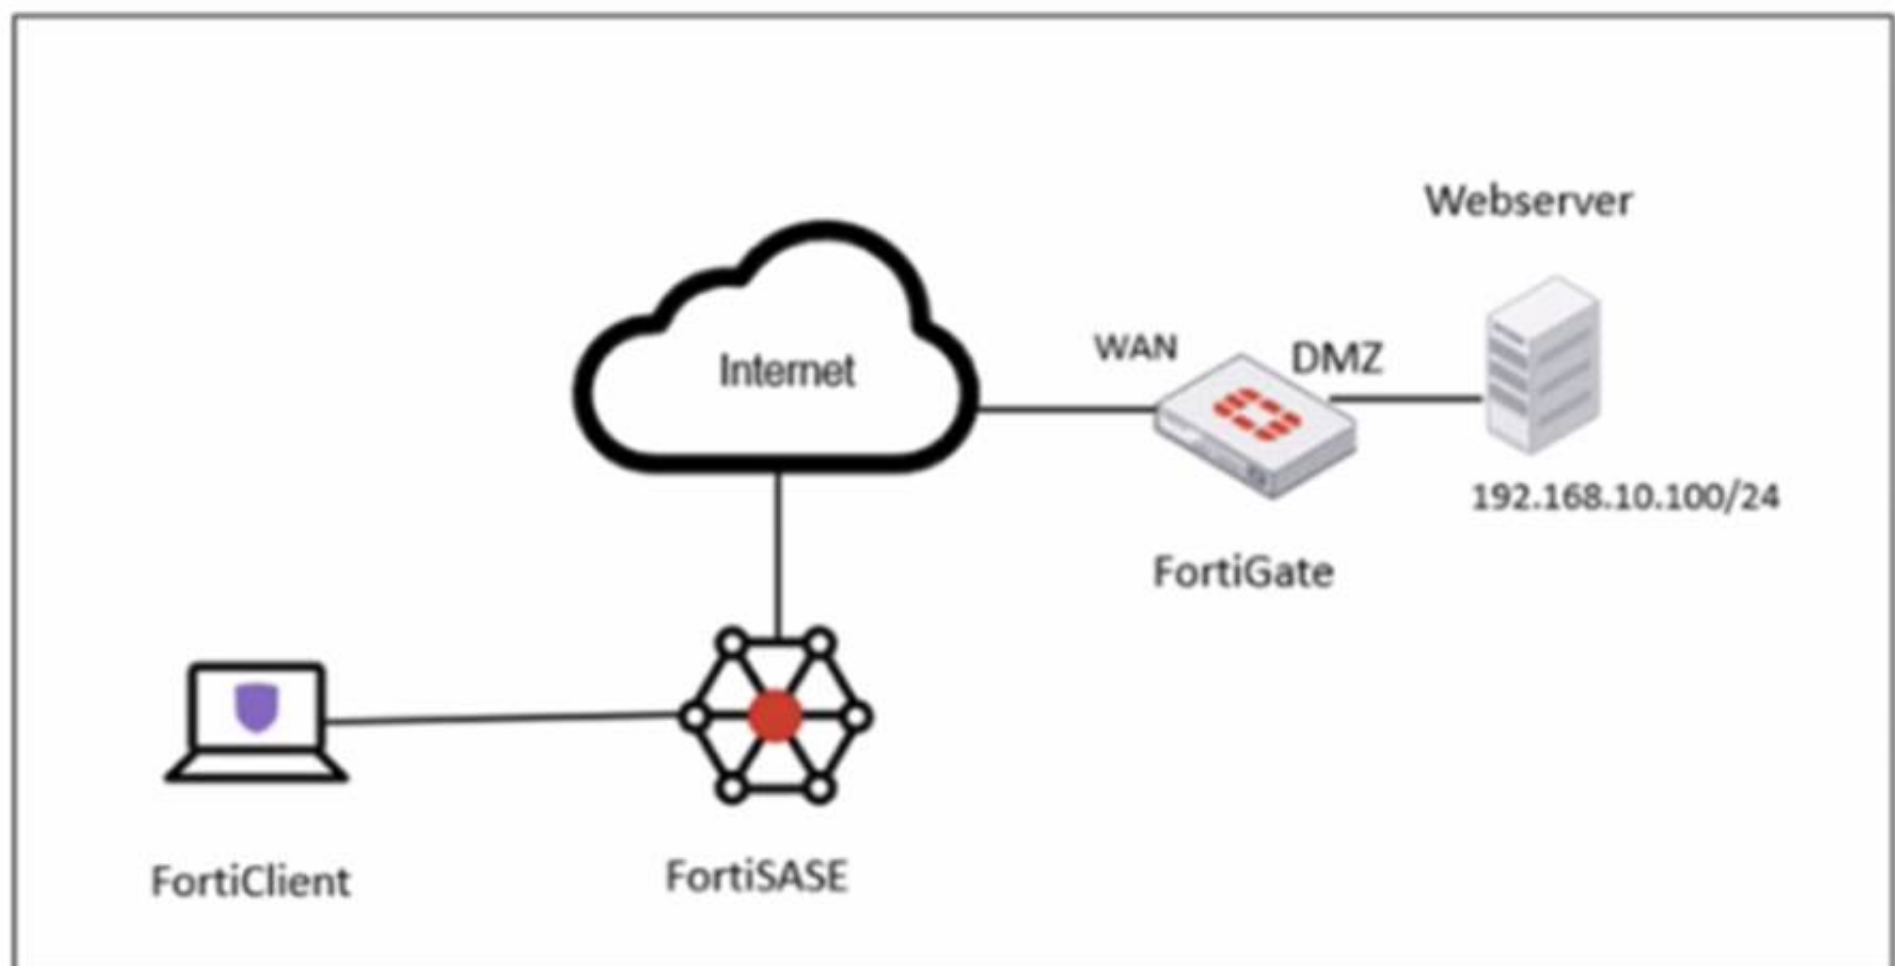 Webserver
WAN
DMZ
Internet
192.168.10.100/24
FortiGate
FortiClient
FortiSASE